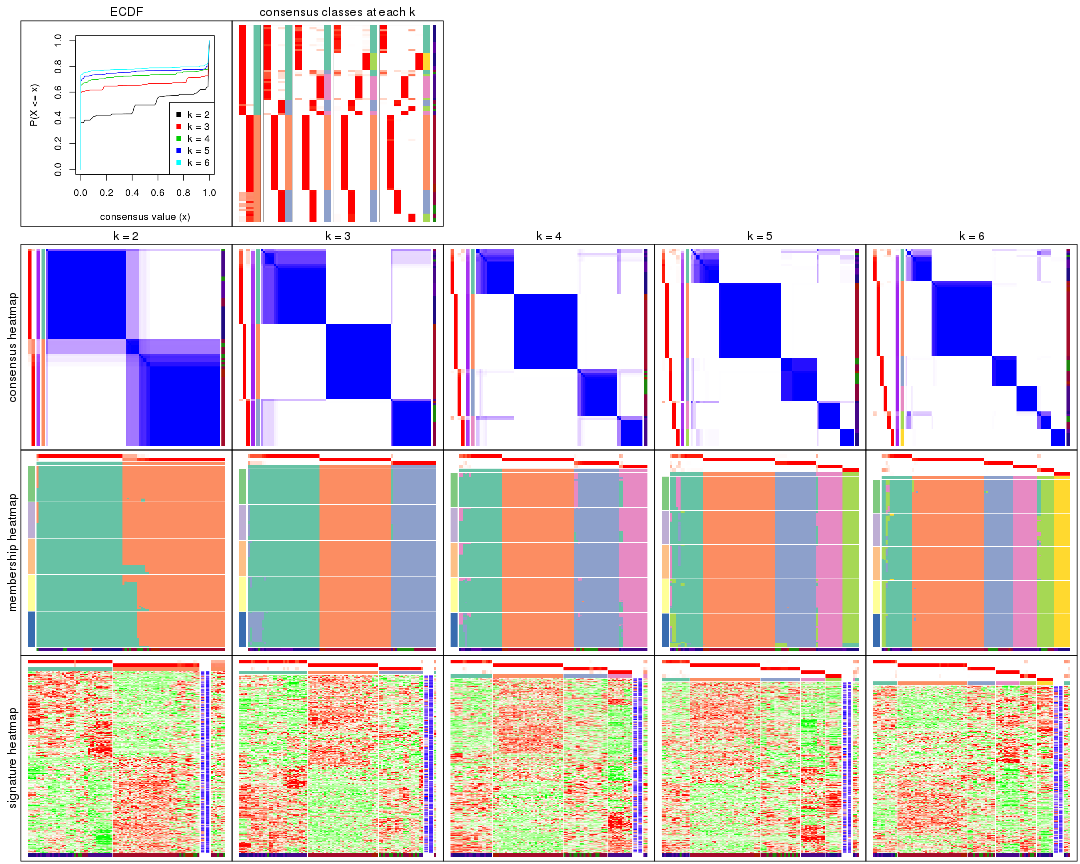 ECDF
consensus classes at each k
P(X <= x)
1.0
0.8
0.6
0.4
0.2
0.0
k = 2
k = 3
k = 4
k = 5
k = 6
0.0 0.2 0.4 0.6 0.8 1.0
consensus value (x)
k = 2 k = 3 k = 4 k = 5 k = 6
consensus heatmap
membership heatmap
signature heatmap